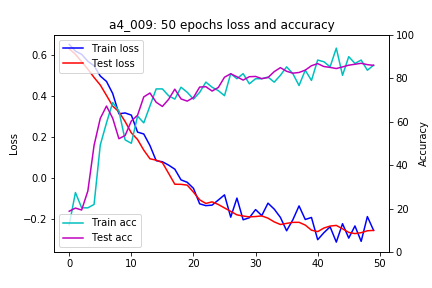 a4_009: 50 epochs loss and accuracy
Train loss
Test loss
Train acc
Test acc
Loss
Accuracy
0.6
0.4
0.2
0.0
−0.2
100
80
60
40
20
0
0 10 20 30 40 50